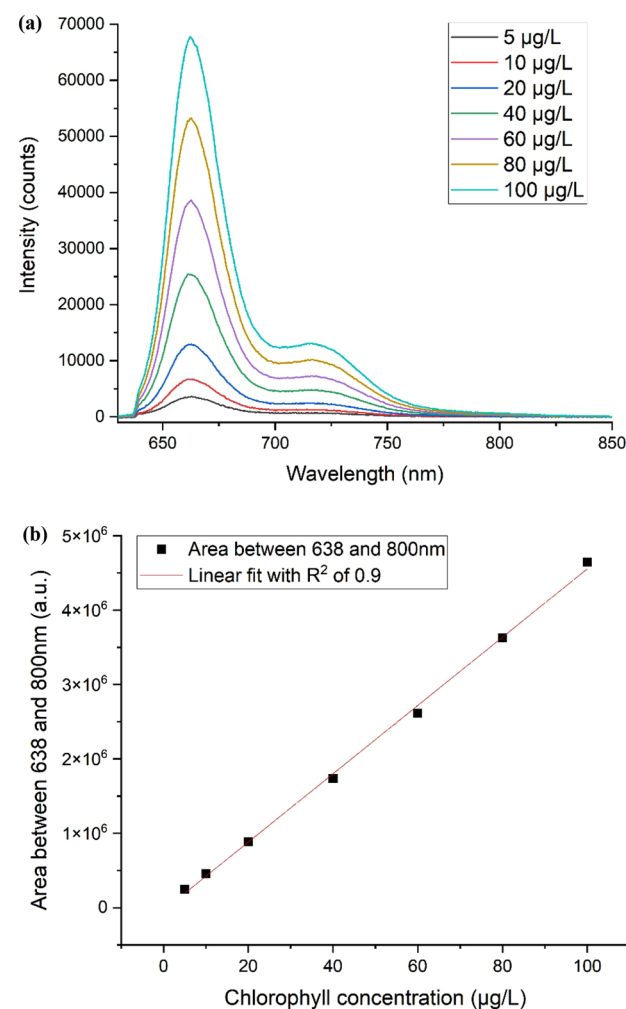 (a)
70000
60000
50000
40000
30000
20000
10000
0
Intensity (counts)
5 µg/L
10 µg/L
20 µg/L
40 µg/L
60 µg/L
80 µg/L
100 µg/L
650 700 750 800 850
Wavelength (nm)
(b)
5×10⁶
4×10⁶
3×10⁶
2×10⁶
1×10⁶
0
Area between 638 and 800nm (a.u.)
Area between 638 and 800nm
Linear fit with R² of 0.9
0 20 40 60 80 100
Chlorophyll concentration (µg/L)